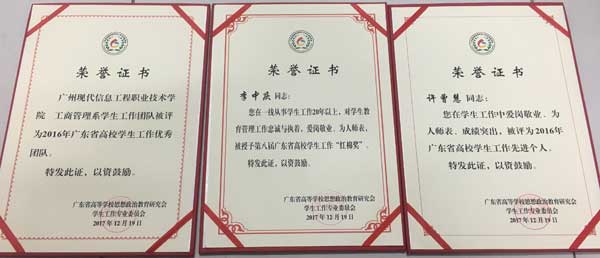 荣誉证书
广州现代信息工程职业技术学
院 工商管理系学生工作团队被评
为2016年广东省高校学生工作优秀
团队。
特发此证，以资鼓励。
广东省高等学校思想政治教育研究会
学生工作专业委员会
2017年12月19日
荣誉证书
李中庆同志：
您在一线从事学生工作20年以上，对学生教
育管理工作忠诚与执着，爱岗敬业、为人师表，
被授予第八届广东省高校学生工作“红棉奖”。
特发此证，以资鼓励。
广东省高等学校思想政治教育研究会
学生工作专业委员会
2017年12月19日
荣誉证书
许曾慧同志：
您在学生工作中爱岗敬业、为
人师表、成绩突出，被评为2016年
广东省高校学生工作先进个人。
特发此证，以资鼓励。
广东省高等学校思想政治教育研究会
学生工作专业委员会
2017年12月19日